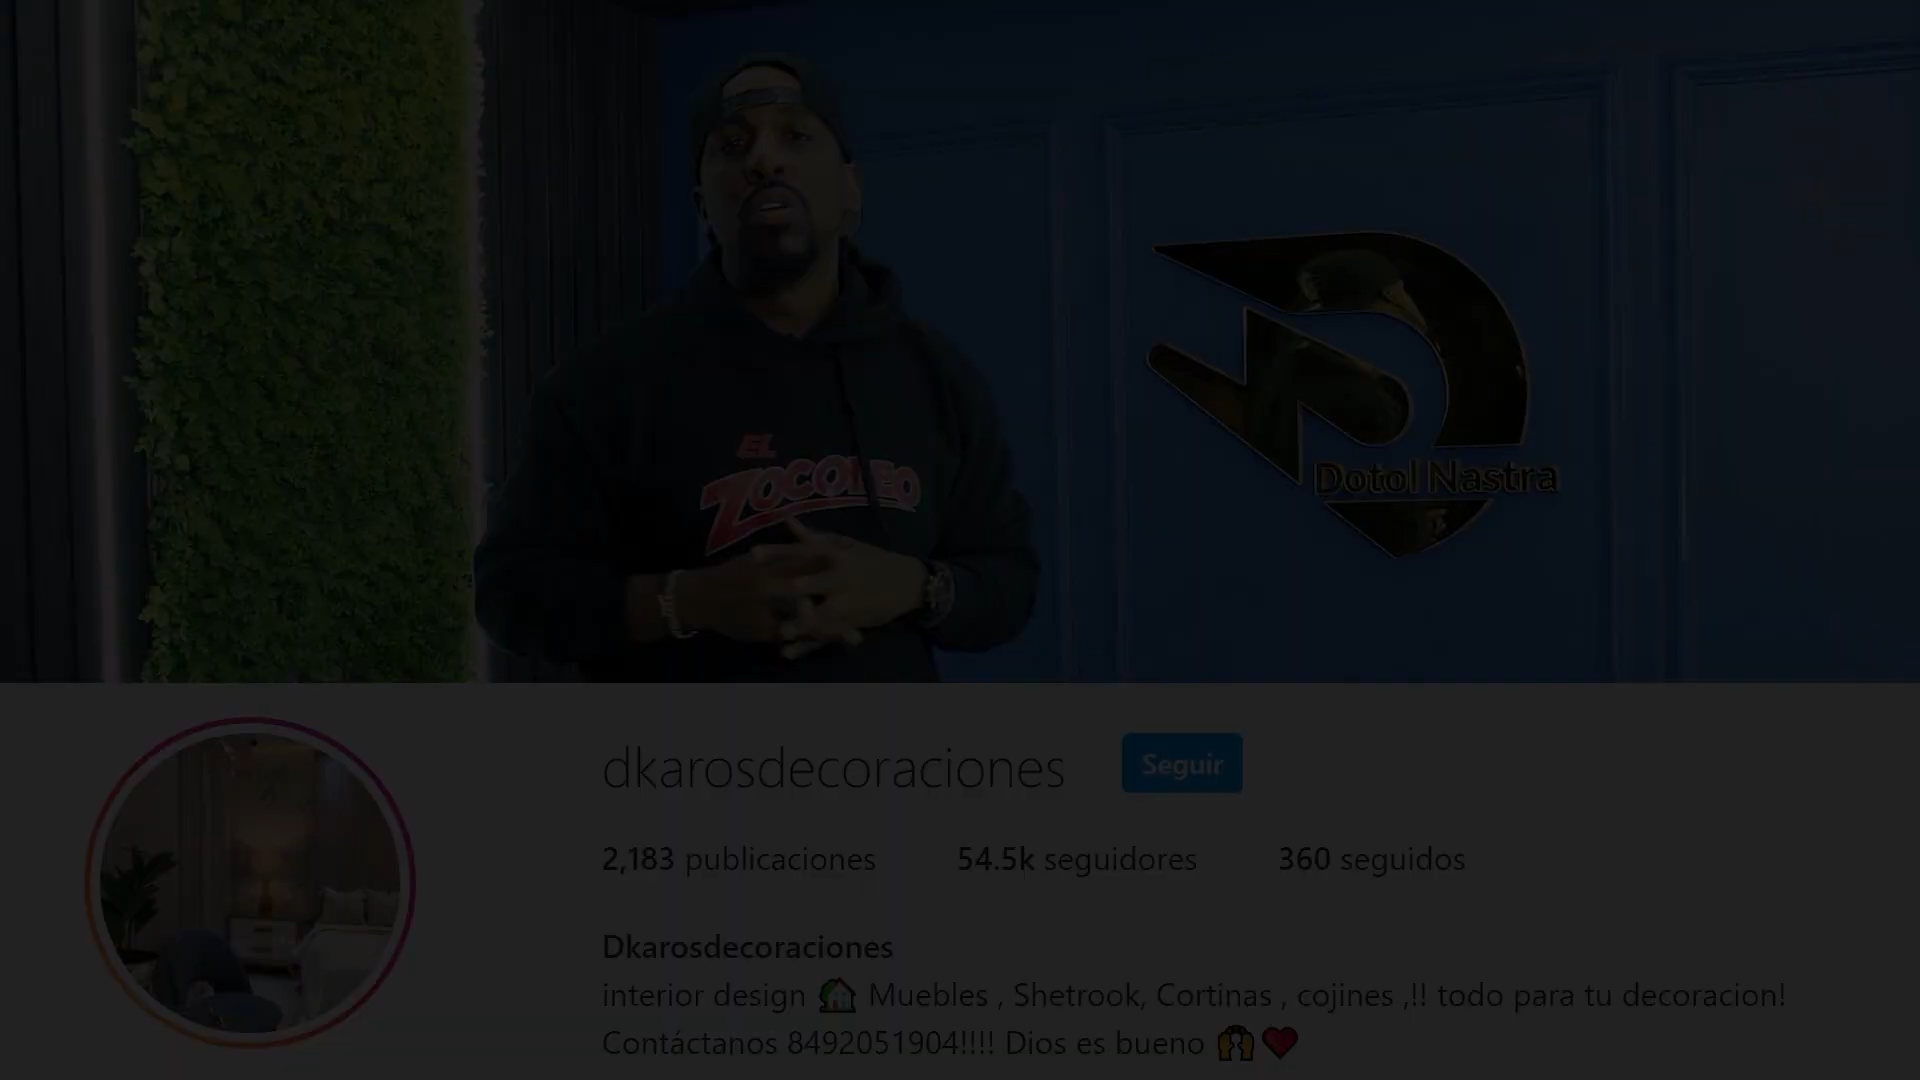 EL
ZOCOLEO
Dotol Nastra
dkarosdecoraciones Seguir
2,183 publicaciones 54.5k seguidores 360 seguidos
Dkarosdecoraciones
interior design 🏡 Muebles , Shetrook, Cortinas , cojines ,!! todo para tu decoracion!
Contáctanos 8492051904!!!! Dios es bueno 🙌❤️